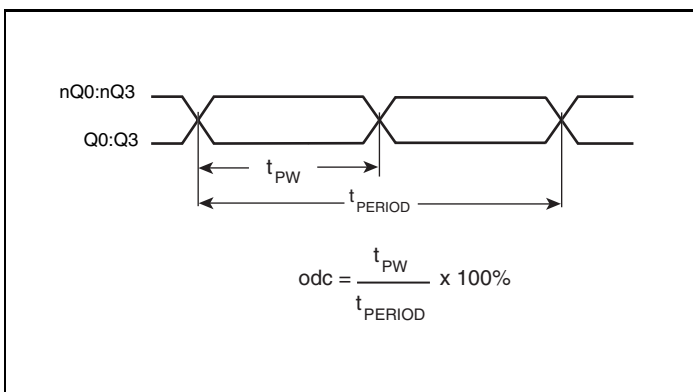 nQ0:nQ3
Q0:Q3
tPW
tPERIOD
odc = tPW / tPERIOD x 100%